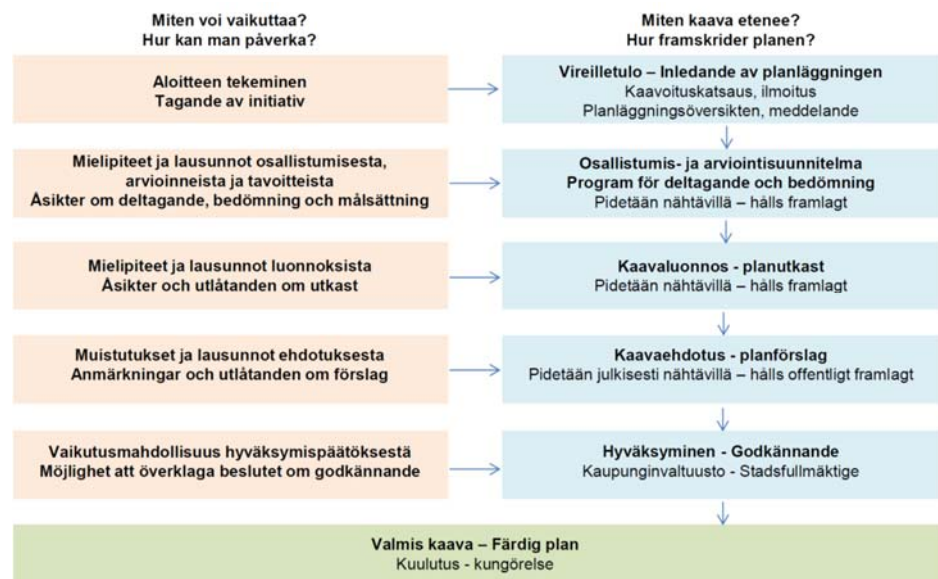 Miten voi vaikuttaa?
Hur kan man påverka?
Miten kaava etenee?
Hur framskrider planen?
Aloitteen tekeminen
Tagande av initiativ
Vireilletulo – Inledande av planläggningen
Kaavoituskatsaus, ilmoitus
Planläggningsöversikten, meddelande
Mielipiteet ja lausunnot osallistumisesta,
arvioinneista ja tavoitteista
Åsikter om deltagande, bedömning och målsättning
Osallistumis- ja arviointisuunnitelma
Program för deltagande och bedömning
Pidetään nähtävillä – hålls framlagt
Mielipiteet ja lausunnot luonnoksista
Åsikter och utlåtanden om utkast
Kaavaluonnos - planutkast
Pidetään nähtävillä – hålls framlagt
Muistutukset ja lausunnot ehdotuksesta
Anmärkningar och utlåtanden om förslag
Kaavaehdotus - planförslag
Pidetään julkisesti nähtävillä – hålls offentligt framlagt
Vaikutusmahdollisuus hyväksymispäätöksestä
Möjlighet att överklaga beslutet om godkännande
Hyväksyminen - Godkännande
Kaupunginvaltuusto - Stadsfullmäktige
Valmis kaava – Färdig plan
Kuulutus - kungörelse